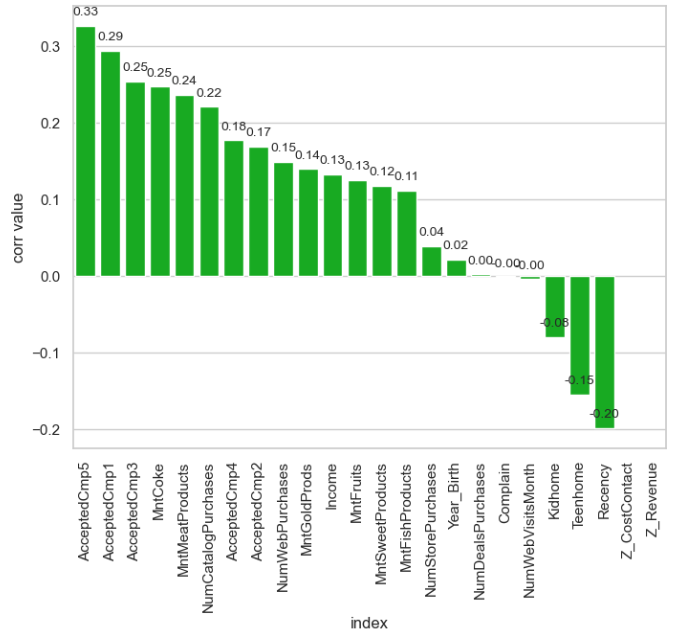 0.33
0.29
0.25
0.25
0.24
0.22
0.18
0.17
0.15
0.14
0.13
0.13
0.12
0.11
0.04
0.02
0.00
-0.00
-0.00
-0.08
-0.15
-0.20
0.3
0.2
0.1
0.0
−0.1
−0.2
corr value
AcceptedCmp5
AcceptedCmp1
AcceptedCmp3
MntCoke
MntMeatProducts
NumCatalogPurchases
AcceptedCmp4
AcceptedCmp2
NumWebPurchases
MntGoldProds
Income
MntFruits
MntSweetProducts
MntFishProducts
NumStorePurchases
Year_Birth
NumDealsPurchases
Complain
NumWebVisitsMonth
Kidhome
Teenhome
Recency
Z_CostContact
Z_Revenue
index